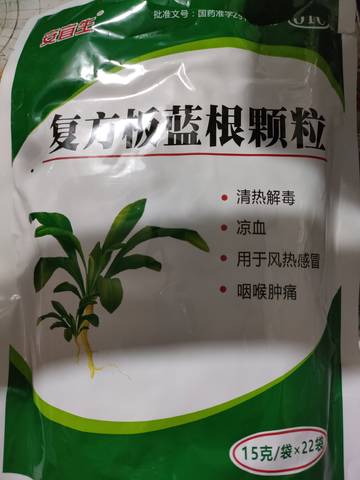 批准文号：国药准字Z
OTC
复方板蓝根颗粒
清热解毒
凉血
用于风热感冒
咽喉肿痛
15克/袋×22袋